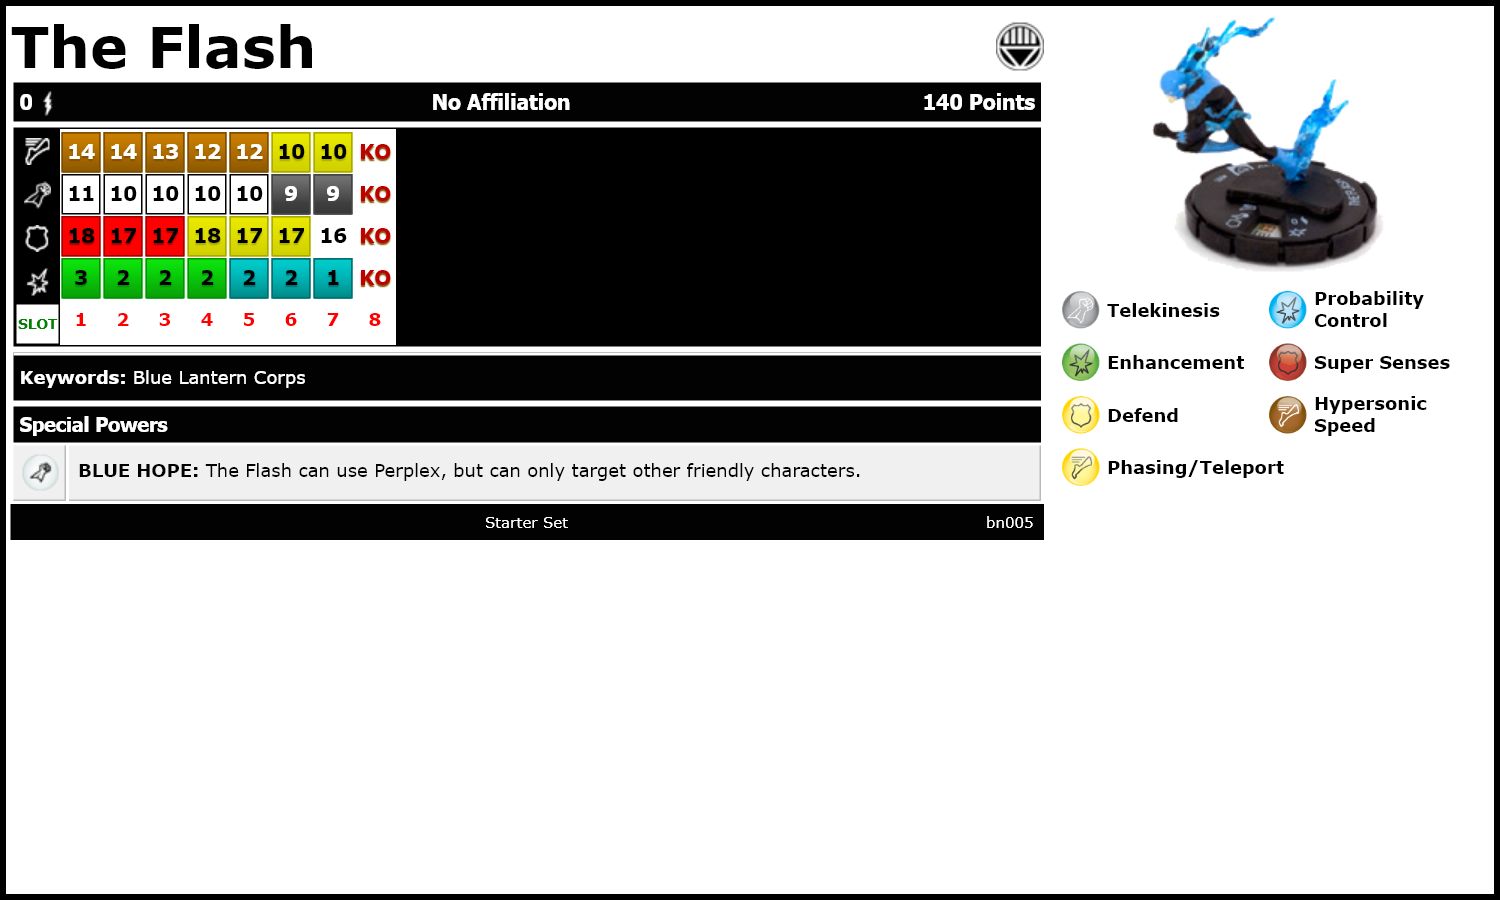 The Flash
0 No Affiliation 140 Points
14 14 13 12 12 10 10 KO
11 10 10 10 10 9 9 KO
18 17 17 18 17 17 16 KO
3 2 2 2 2 2 1 KO
SLOT 1 2 3 4 5 6 7 8
Keywords: Blue Lantern Corps
Special Powers
BLUE HOPE: The Flash can use Perplex, but can only target other friendly characters.
Starter Set bn005
THE FLASH
Telekinesis
Probability
Control
Enhancement
Super Senses
Defend
Hypersonic
Speed
Phasing/Teleport